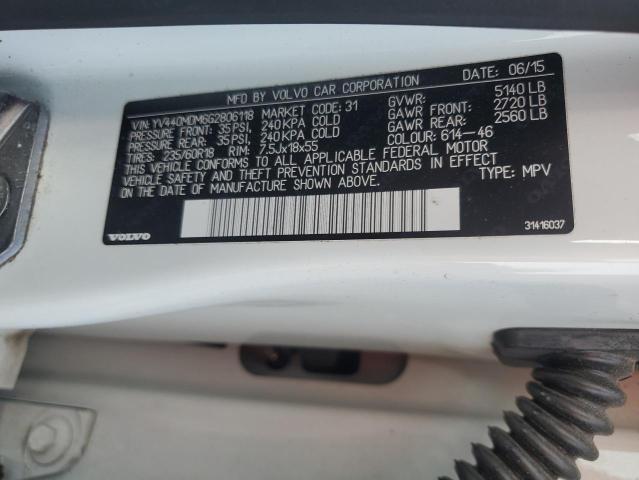 MFD BY VOLVO CAR CORPORATION DATE: 06/15
VIN: YV440MDM6G2806118 MARKET CODE: 31 GVWR: 5140 LB
PRESSURE FRONT: 35PSI, 240KPA COLD GAWR FRONT: 2720 LB
PRESSURE REAR: 35PSI, 240KPA COLD GAWR REAR: 2560 LB
TIRES: 235/60R18 RIM: 7.5Jx18x55 COLOUR: 614-46
THIS VEHICLE CONFORMS TO ALL APPLICABLE FEDERAL MOTOR
VEHICLE SAFETY AND THEFT PREVENTION STANDARDS IN EFFECT
ON THE DATE OF MANUFACTURE SHOWN ABOVE. TYPE: MPV
VOLVO 31416037